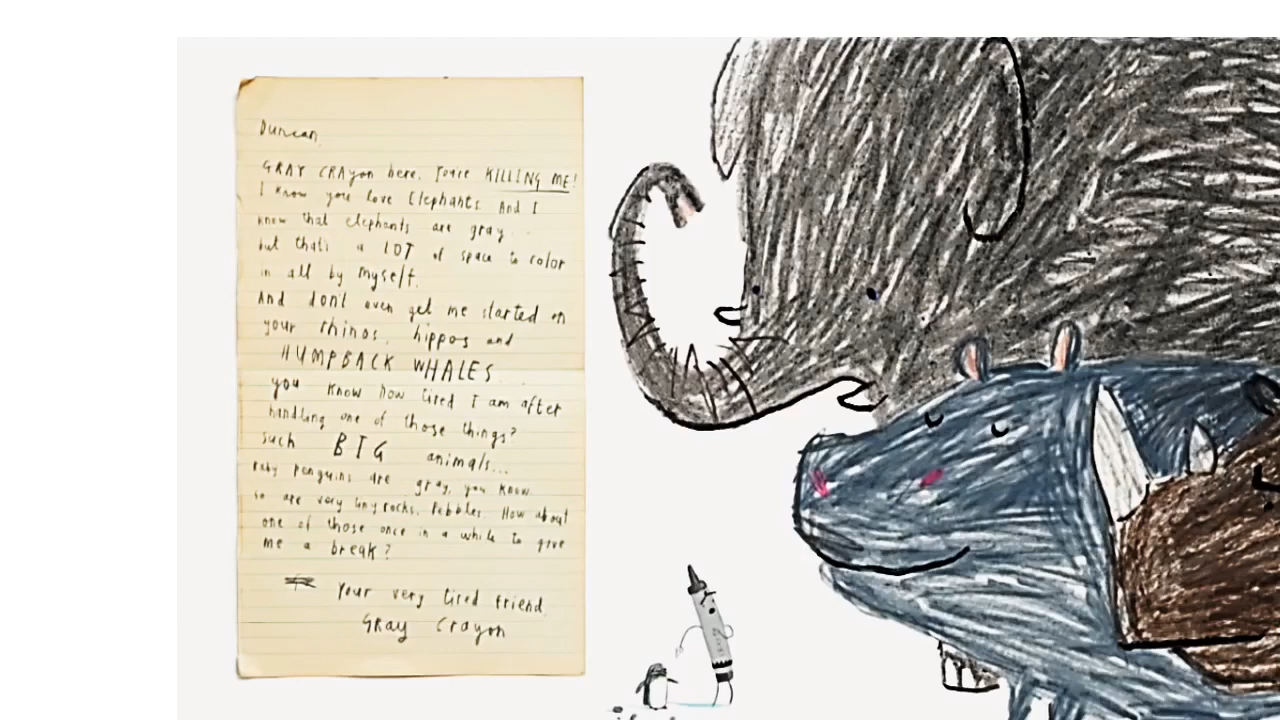 Duncan,
GRAY CRAyon here. You're KILLING ME!
I know you love Elephants. And I
know that elephants are gray...
but that's a LOT of space to color
in all by myself.
And don't even get me started on
your rhinos, hippos and
HUMPBACK WHALES...
you know how tired I am after
handling one of those things?
Such BIG animals...
Baby penguins are gray, you know.
so are very tiny rocks. Pebbles. How about
one of those once in a while to give
me a break?
Your very tired friend,
Gray Crayon